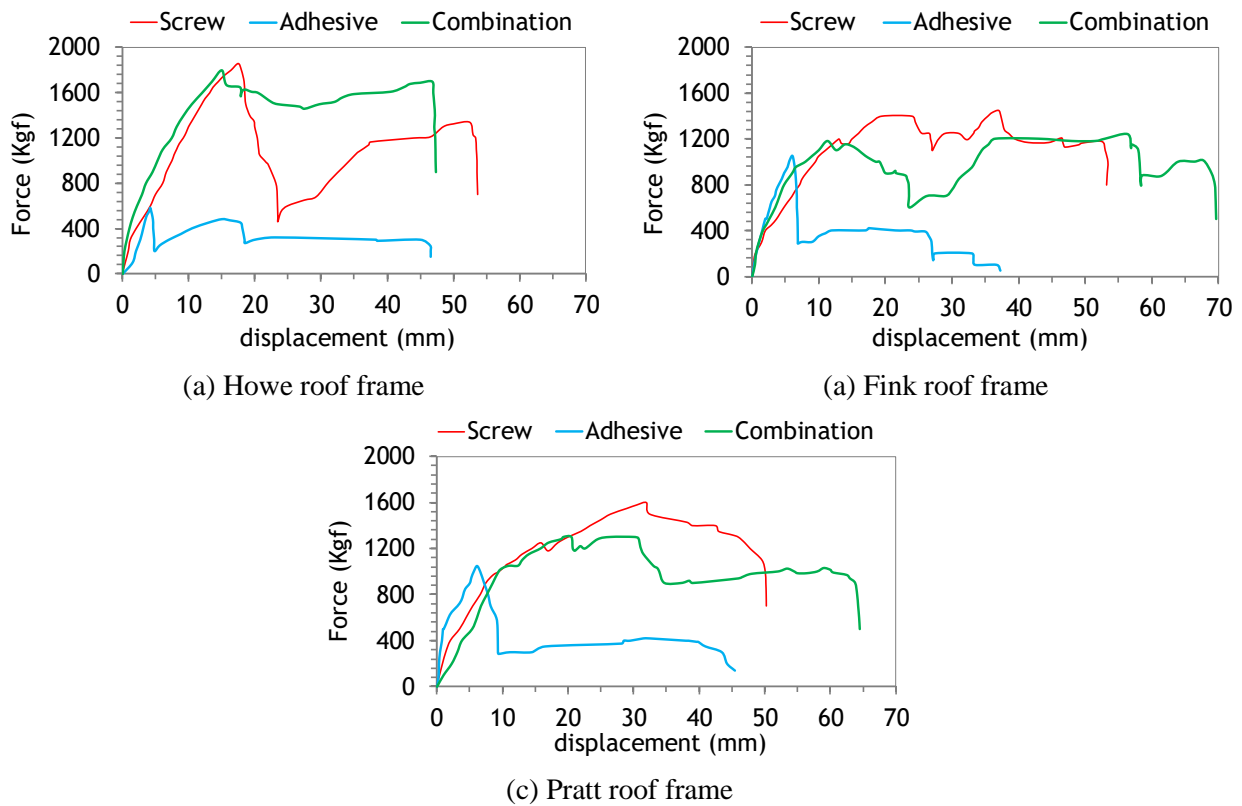 Screw Adhesive Combination
2000
1600
1200
800
400
0
Force (Kgf)
0 10 20 30 40 50 60 70
displacement (mm)
(a) Howe roof frame
Screw Adhesive Combination
2000
1600
1200
800
400
0
Force (Kgf)
0 10 20 30 40 50 60 70
displacement (mm)
(a) Fink roof frame
Screw Adhesive Combination
2000
1600
1200
800
400
0
Force (Kgf)
0 10 20 30 40 50 60 70
displacement (mm)
(c) Pratt roof frame